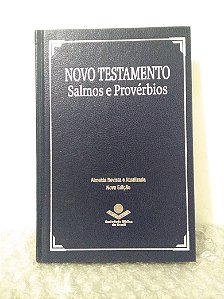 NOVO TESTAMENTO
Salmos e Provérbios
Almeida Revista e Atualizada
Nova Edição
Sociedade Bíblica
do Brasil